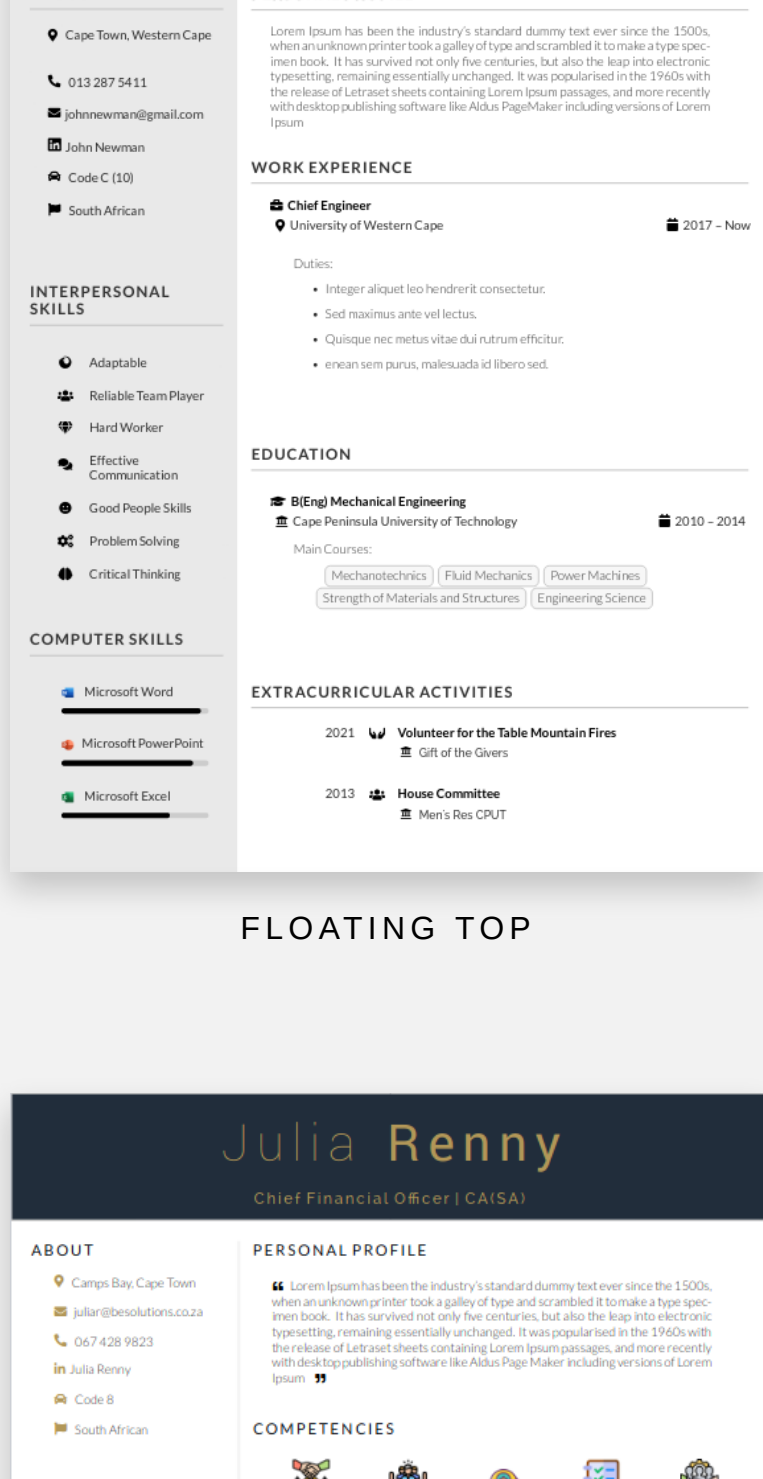 Cape Town, Western Cape
013 287 5411
johnnewman@gmail.com
John Newman
Code C (10)
South African
INTERPERSONAL
SKILLS
Adaptable
Reliable Team Player
Hard Worker
Effective
Communication
Good People Skills
Problem Solving
Critical Thinking
COMPUTER SKILLS
Microsoft Word
Microsoft PowerPoint
Microsoft Excel
Lorem Ipsum has been the industry's standard dummy text ever since the 1500s,
when an unknown printer took a galley of type and scrambled it to make a type spec-
imen book. It has survived not only five centuries, but also the leap into electronic
typesetting, remaining essentially unchanged. It was popularised in the 1960s with
the release of Letraset sheets containing Lorem Ipsum passages, and more recently
with desktop publishing software like Aldus PageMaker including versions of Lorem
Ipsum
WORK EXPERIENCE
Chief Engineer
University of Western Cape 2017 – Now
Duties:
• Integer aliquet leo hendrerit consectetur.
• Sed maximus ante vel lectus.
• Quisque nec metus vitae dui rutrum efficitur.
• enean sem purus, malesuada id libero sed.
EDUCATION
B(Eng) Mechanical Engineering
Cape Peninsula University of Technology 2010 – 2014
Main Courses:
Mechanotechnics Fluid Mechanics Power Machines
Strength of Materials and Structures Engineering Science
EXTRACURRICULAR ACTIVITIES
2021 Volunteer for the Table Mountain Fires
Gift of the Givers
2013 House Committee
Men's Res CPUT
FLOATING TOP
Julia Renny
Chief Financial Officer | CA(SA)
ABOUT
Camps Bay, Cape Town
juliar@besolutions.co.za
067 428 9823
Julia Renny
Code 8
South African
PERSONAL PROFILE
“ Lorem Ipsum has been the industry's standard dummy text ever since the 1500s,
when an unknown printer took a galley of type and scrambled it to make a type spec-
imen book. It has survived not only five centuries, but also the leap into electronic
typesetting, remaining essentially unchanged. It was popularised in the 1960s with
the release of Letraset sheets containing Lorem Ipsum passages, and more recently
with desktop publishing software like Aldus Page Maker including versions of Lorem
Ipsum ”
COMPETENCIES